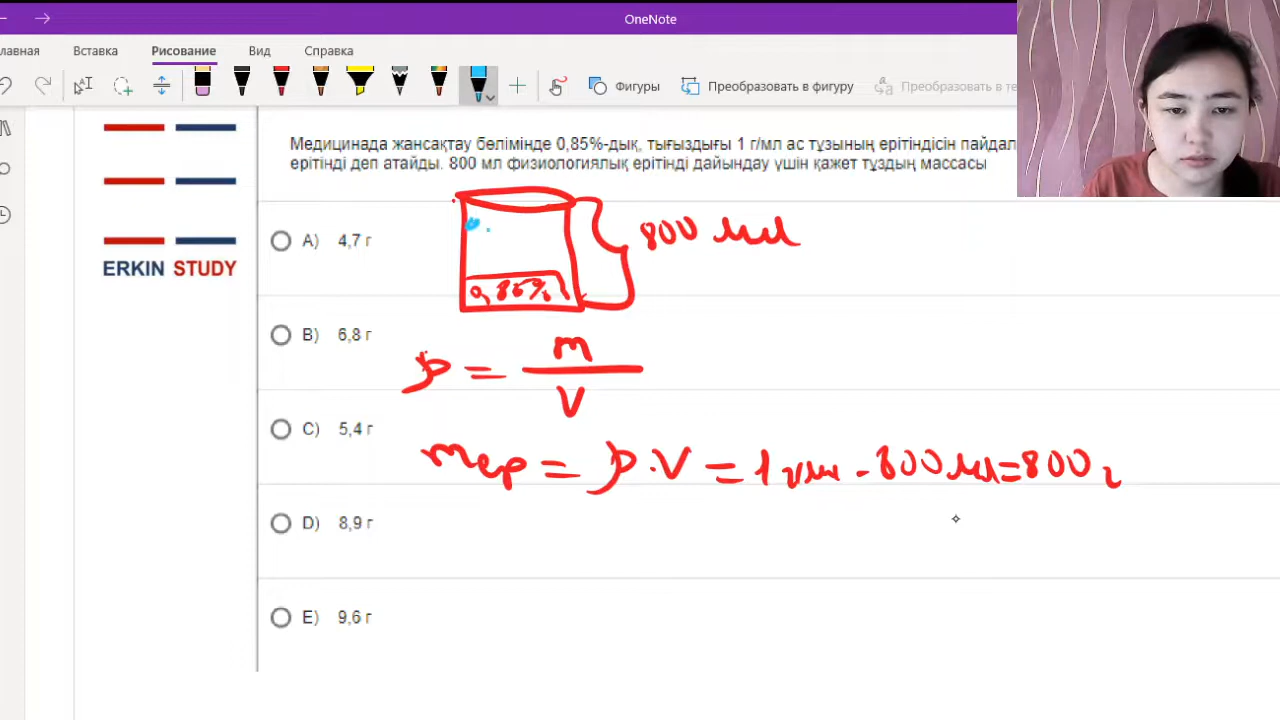 OneNote
лавная Вставка Рисование Вид Справка
Фигуры Преобразовать в фигуру Преобразовать в те
Медицинада жансақтау бөлімінде 0,85%-дық, тығыздығы 1 г/мл ас тұзының ерітіндісін пайдал
ерітінді деп атайды. 800 мл физиологиялық ерітінді дайындау үшін қажет тұздың массасы
800 мл
A) 4,7 г
ERKIN STUDY
0,85%
B) 6,8 г
ρ = m / V
C) 5,4 г
mер = ρ · V = 1 г/мл · 800 мл = 800 г
D) 8,9 г
E) 9,6 г